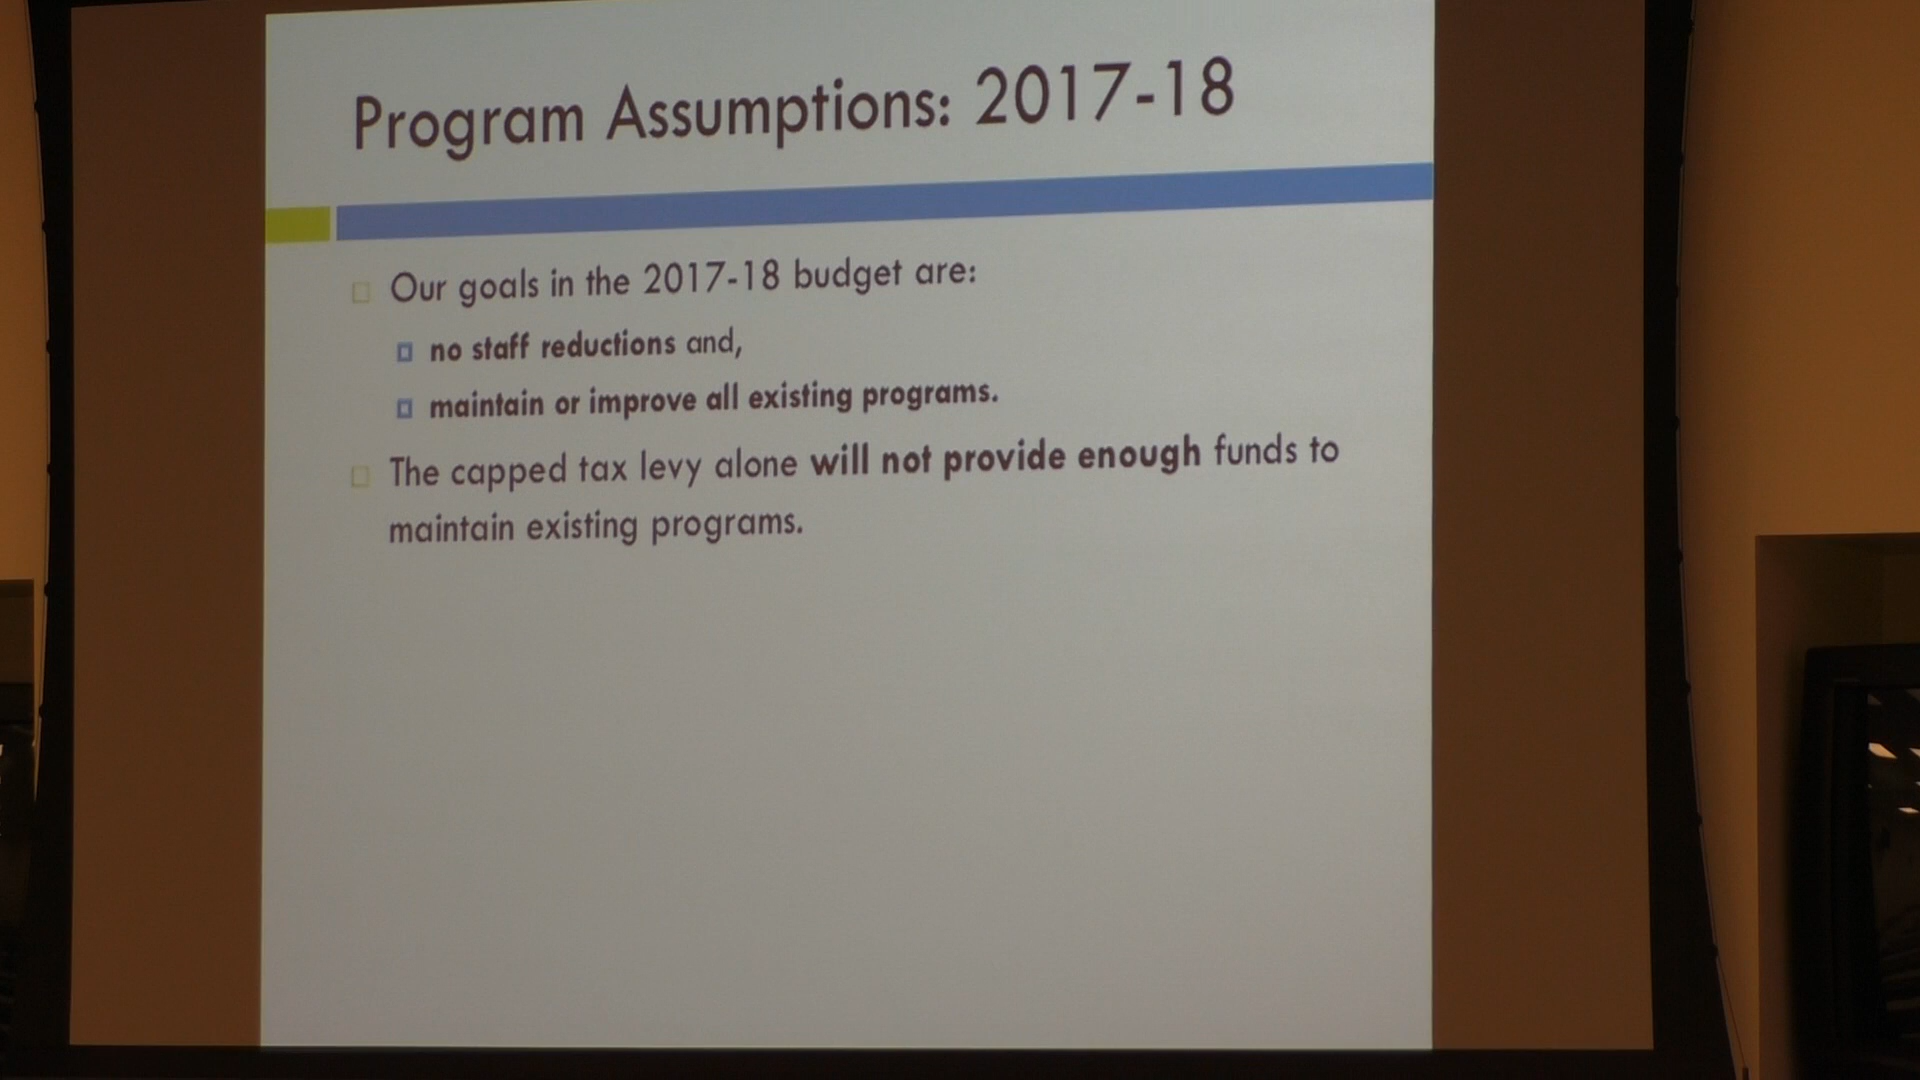 Program Assumptions: 2017-18
Our goals in the 2017-18 budget are:
no staff reductions and,
maintain or improve all existing programs.
The capped tax levy alone will not provide enough funds to
maintain existing programs.